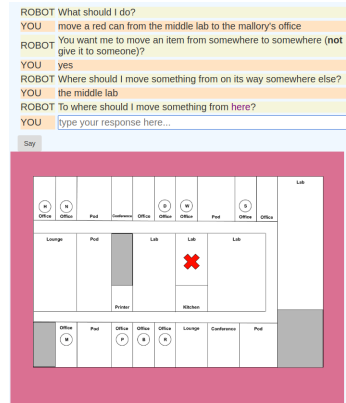 ROBOT What should I do?
YOU move a red can from the middle lab to the mallory's office
ROBOT You want me to move an item from somewhere to somewhere (not
give it to someone)?
YOU yes
ROBOT Where should I move something from on its way somewhere else?
YOU the middle lab
ROBOT To where should I move something from here?
YOU type your response here...
Say
Lab
H N D W S
Office Office Pod Conference Office Office Office Pod Office Office
Lounge Pod Lab Lab Lab
Printer Kitchen
Office Pod Office Office Office Lounge Conference Pod
M P B R